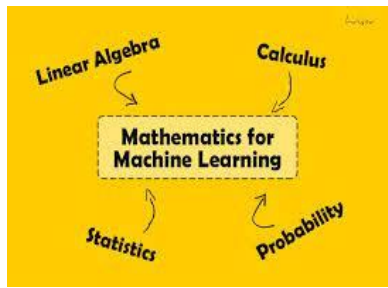 Linear Algebra
Calculus
Mathematics for
Machine Learning
Statistics
Probability